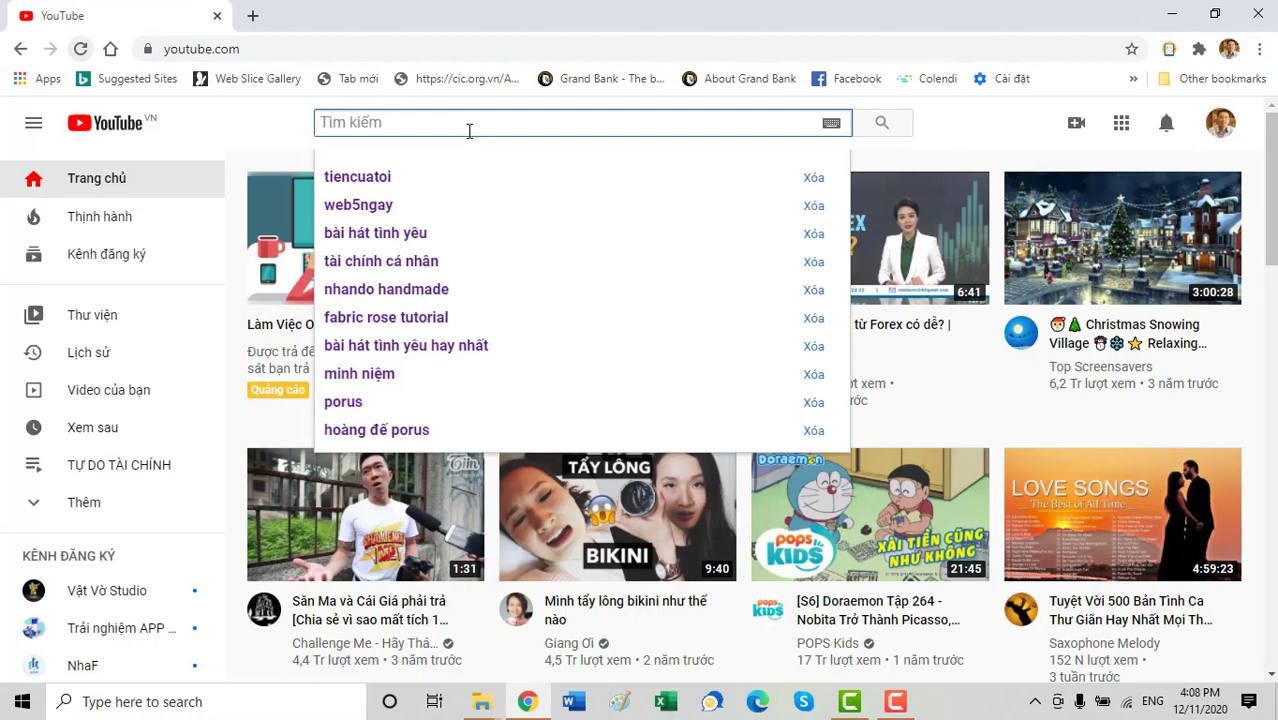 YouTube
youtube.com
Apps
Suggested Sites
Web Slice Gallery
Tab mới
https://cic.org.vn/A...
Grand Bank - The b...
About Grand Bank
Facebook
Colendi
Cài đặt
»
Other bookmarks
YouTube VN
Tìm kiếm
tiencuatoi Xóa
web5ngay Xóa
bài hát tình yêu Xóa
tài chính cá nhân Xóa
nhando handmade Xóa
fabric rose tutorial Xóa
bài hát tình yêu hay nhất Xóa
minh niệm Xóa
porus Xóa
hoàng đế porus Xóa
Trang chủ
Thịnh hành
Kênh đăng ký
Thư viện
Lịch sử
Video của bạn
Xem sau
TỰ DO TÀI CHÍNH
Thêm
KÊNH ĐĂNG KÝ
Vật Vờ Studio
Trải nghiệm APP ...
NhaF
Làm Việc O
Được trả để
sát bạn trả
Quảng cáo
6:41
từ Forex có dễ? |
3:00:28
Christmas Snowing
Village Relaxing...
Top Screensavers
6,2 Tr lượt xem • 3 năm trước
1:31
Săn Ma và Cái Giá phải trả
[Chia sẻ vì sao mất tích 1...
Challenge Me - Hãy Thá...
4,4 Tr lượt xem • 3 năm trước
TẨY LÔNG
BIKINI
9:40
Mình tẩy lông bikini như thế
nào
Giang Ơi
4,5 Tr lượt xem • 2 năm trước
Doraemon
POPS
KIDS
XÀI TIỀN CŨNG
NHƯ KHÔNG
21:45
[S6] Doraemon Tập 264 -
Nobita Trở Thành Picasso,...
POPS Kids
17 Tr lượt xem • 1 năm trước
LOVE SONGS
The Best of All Time
4:59:23
Tuyệt Vời 500 Bản Tình Ca
Thư Giãn Hay Nhất Mọi Th...
Saxophone Melody
152 N lượt xem •
3 tuần trước
Type here to search
ENG
4:08 PM
12/11/2020